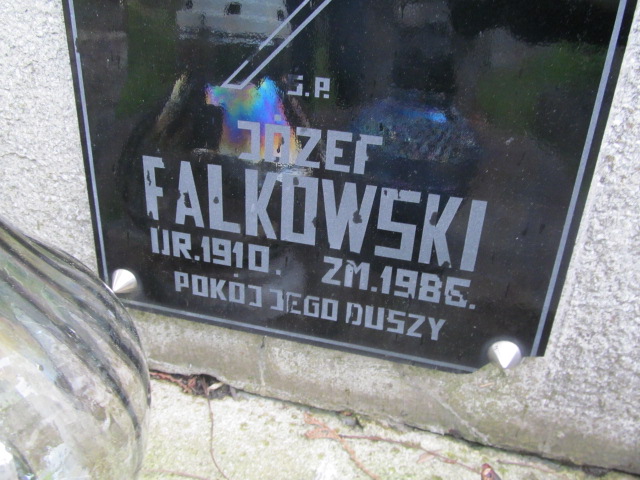 Ś.P.
JÓZEF
FALKOWSKI
UR.1910. ZM.1986.
POKÓJ JEGO DUSZY